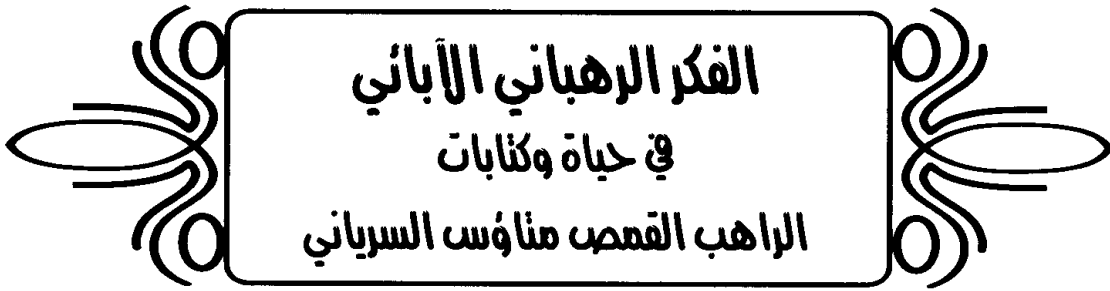 الفكر الرهباني الآبائي
في حياة وكتابات
الراهب القمص متاؤس السرياني